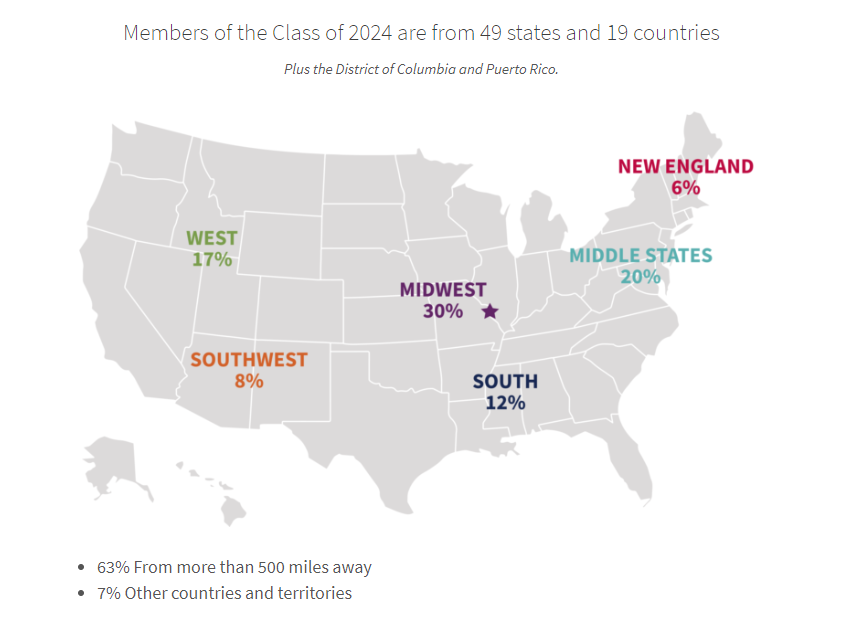 Members of the Class of 2024 are from 49 states and 19 countries
Plus the District of Columbia and Puerto Rico.
NEW ENGLAND
6%
WEST
17%
MIDDLE STATES
20%
MIDWEST
30%
SOUTHWEST
8%
SOUTH
12%
• 63% From more than 500 miles away
• 7% Other countries and territories